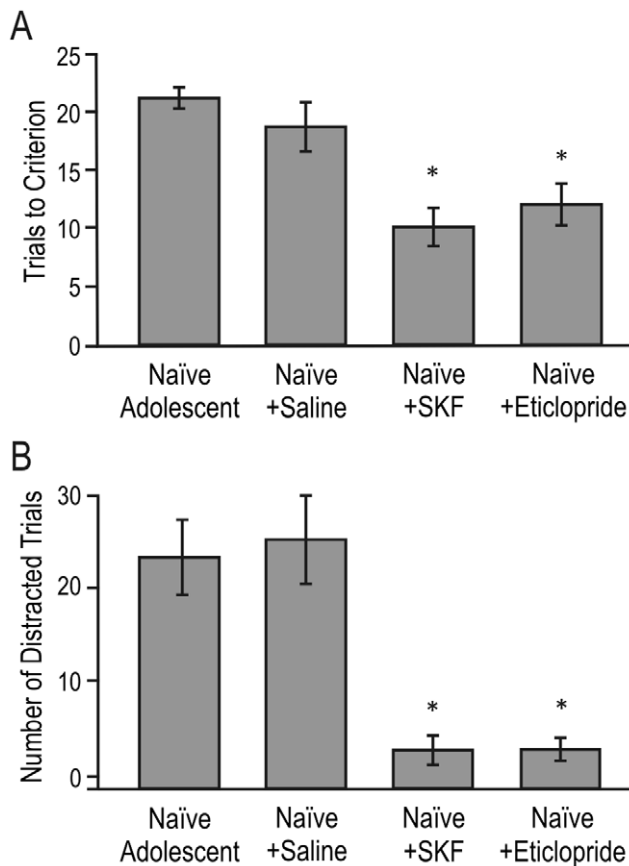 A
Trials to Criterion
25
20
15
10
5
0
*
*
Naïve
Adolescent
Naïve
+Saline
Naïve
+SKF
Naïve
+Eticlopride
B
Number of Distracted Trials
30
20
10
0
*
*
Naïve
Adolescent
Naïve
+Saline
Naïve
+SKF
Naïve
+Eticlopride